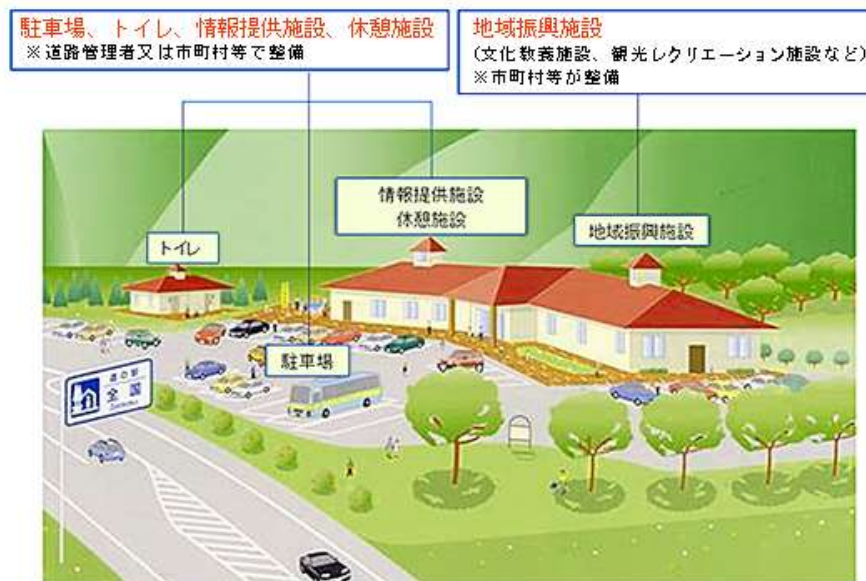 駐車場、トイレ、情報提供施設、休憩施設
※道路管理者又は市町村等で整備
地域振興施設
(文化教養施設、観光レクリエーション施設など)
※市町村等が整備
情報提供施設
休憩施設
トイレ
地域振興施設
駐車場
道の駅
全国